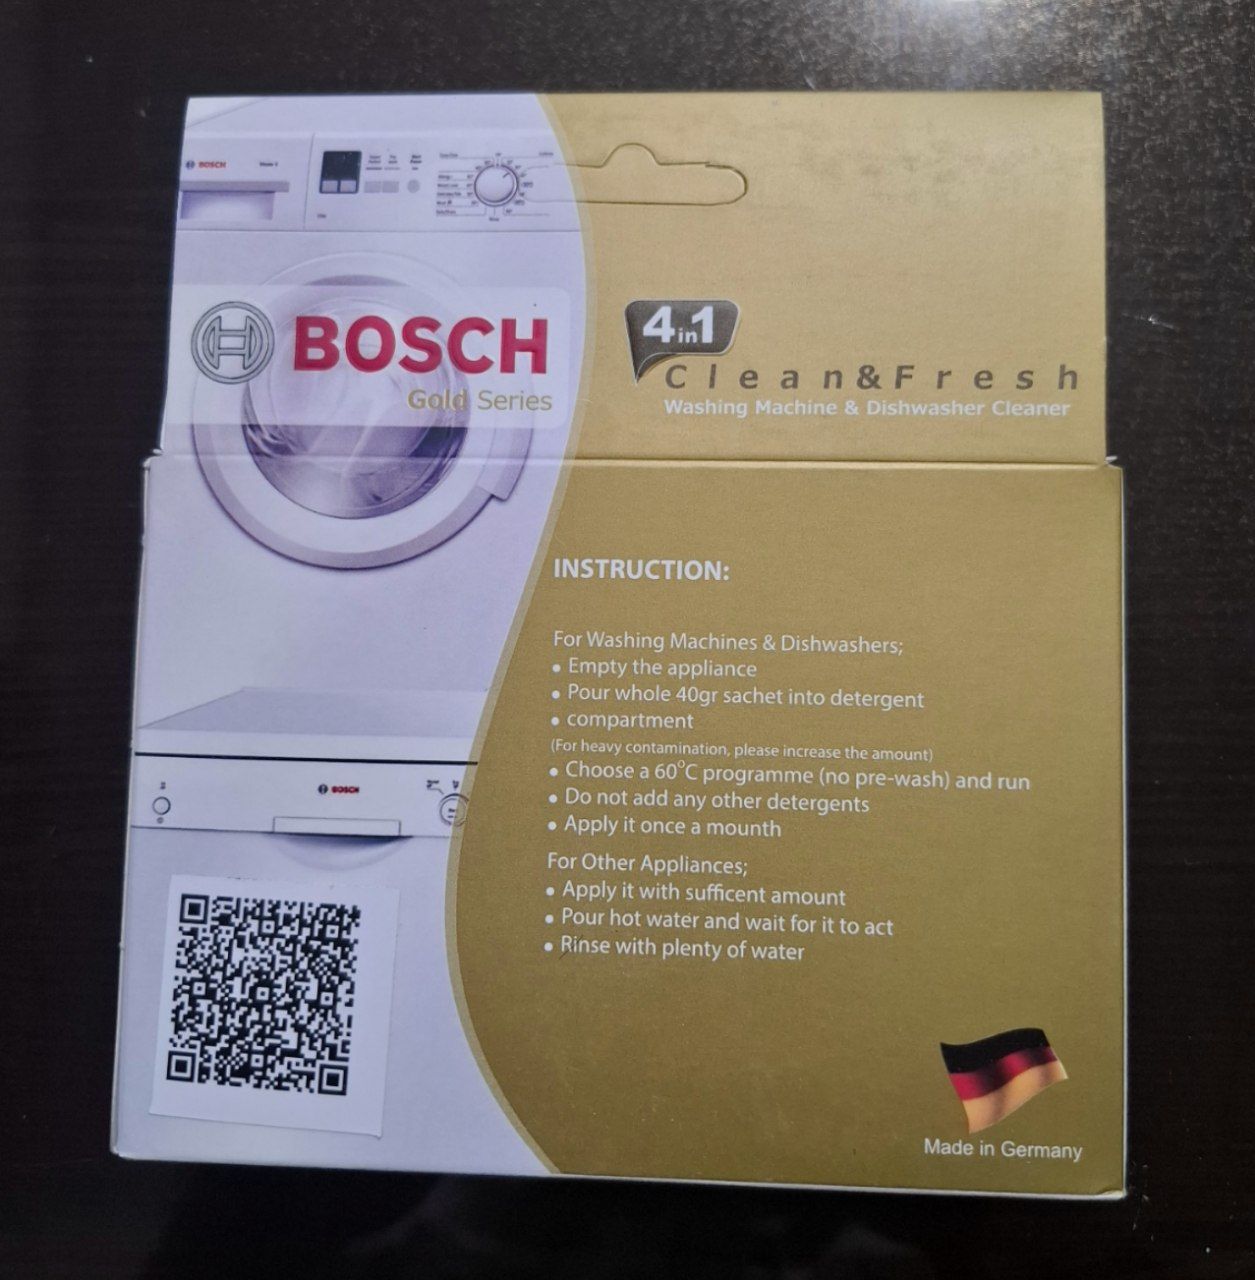 BOSCH
BOSCH
Gold Series
4in1
Clean&Fresh
Washing Machine & Dishwasher Cleaner
INSTRUCTION:
For Washing Machines & Dishwashers;
• Empty the appliance
• Pour whole 40gr sachet into detergent
• compartment
(For heavy contamination, please increase the amount)
• Choose a 60°C programme (no pre-wash) and run
• Do not add any other detergents
• Apply it once a mounth
For Other Appliances;
• Apply it with sufficent amount
• Pour hot water and wait for it to act
• Rinse with plenty of water
BOSCH
Made in Germany